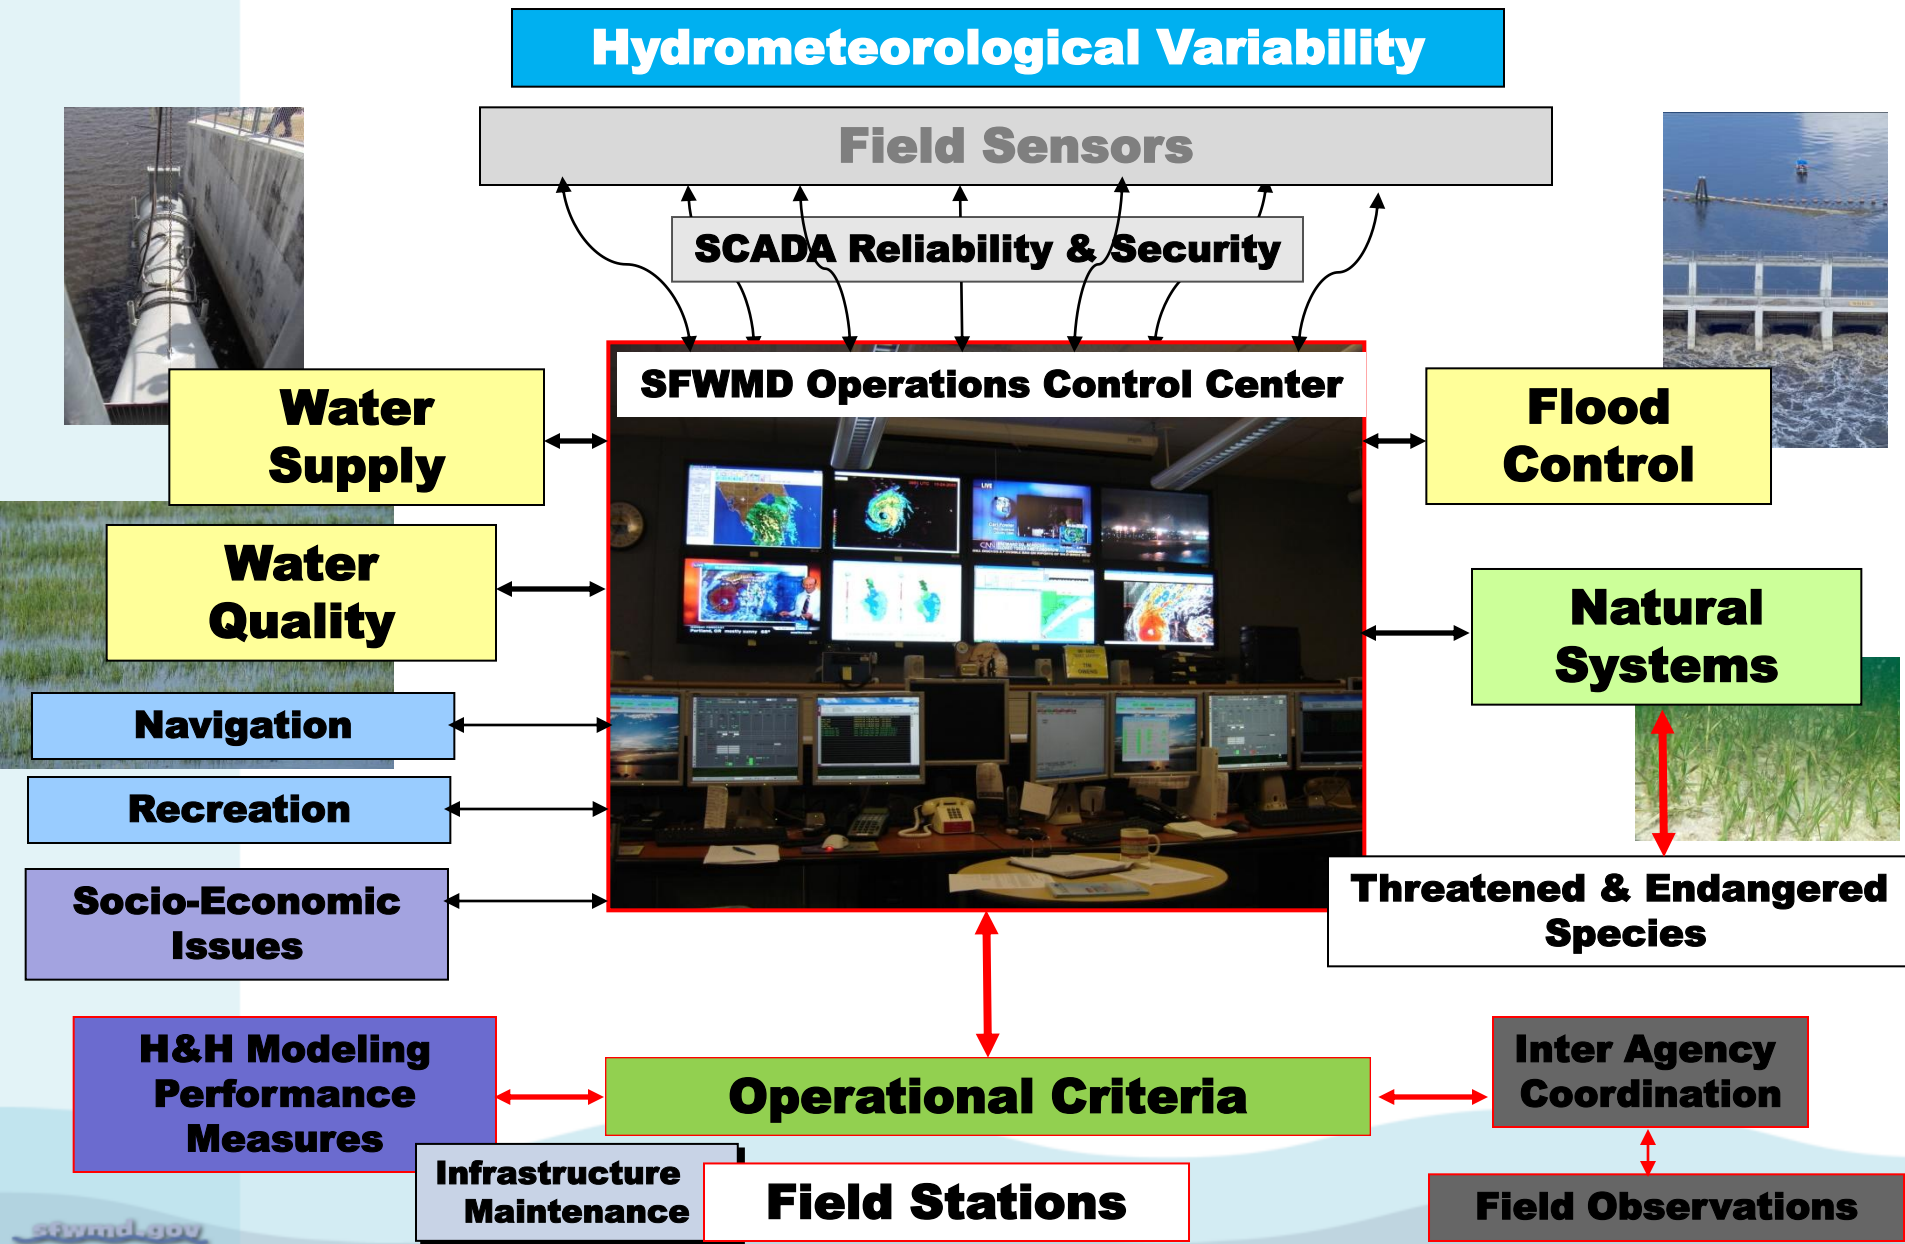 Hydrometeorological Variability
Field Sensors
SCADA Reliability & Security
SFWMD Operations Control Center
Water
Supply
Flood
Control
LIVE
Water
Quality
Natural
Systems
Navigation
Recreation
Socio-Economic
Issues
Threatened & Endangered
Species
H&H Modeling
Performance
Measures
Operational Criteria
Inter Agency
Coordination
Infrastructure
Maintenance
Field Stations
Field Observations
sfwmd.gov